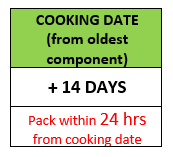 COOKING DATE
(from oldest
component)
+ 14 DAYS
Pack within 24 hrs
from cooking date